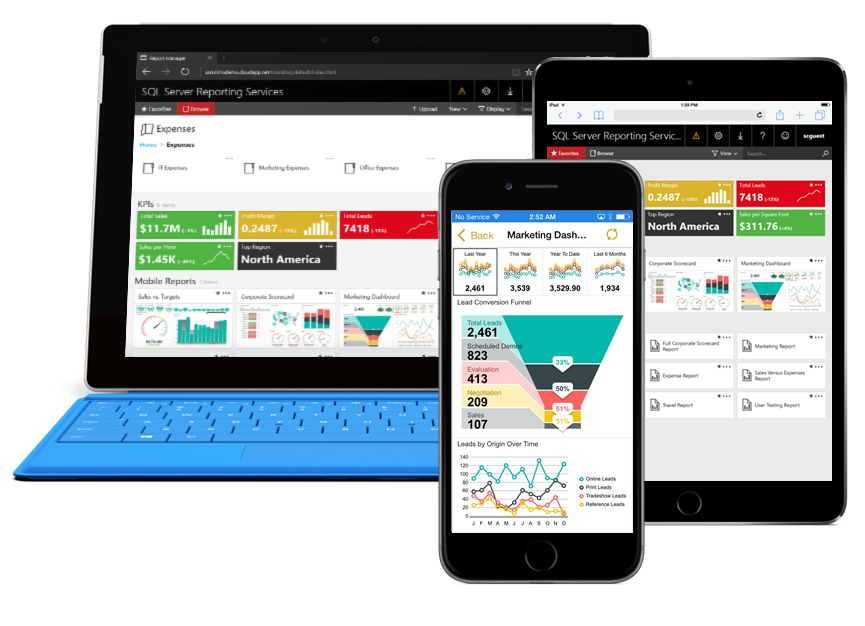 Report Manager
SQL Server Reporting Services
Favorites
Browse
Upload
New
Display
Expenses
Home > Expenses
IT Expenses
Marketing Expenses
Office Expenses
KPIs
Total Sales
$11.7M
Profit Margin
0.2487
Total Leads
7418
Sales per Hour
$1.45K
Top Region
North America
Mobile Reports
Sales vs. Targets
Corporate Scorecard
Marketing Dashboard
No Service
2:52 AM
Back
Marketing Dash...
Last Year
2,461
This Year
3,539
Year To Date
3,529.90
Last 6 Months
1,934
Lead Conversion Funnel
Total Leads
2,461
Scheduled Demos
823
Evaluation
413
Negotiation
209
Sales
107
33%
50%
51%
51%
Leads by Origin Over Time
140
120
100
80
60
40
20
0
J F M A M J J A S O N D
Online Leads
Print Leads
Tradeshow Leads
Reference Leads
iPad
1:39 PM
SQL Server Reporting Servic...
scguest
Favorites
Browse
View
Search...
Profit Margin
0.2487
Total Leads
7418
Top Region
North America
Sales per Square Foot
$311.76
Corporate Scorecard
Marketing Dashboard
Full Corporate Scorecard
Report
Marketing Report
Expense Report
Sales Versus Expenses
Report
Travel Report
User Testing Report